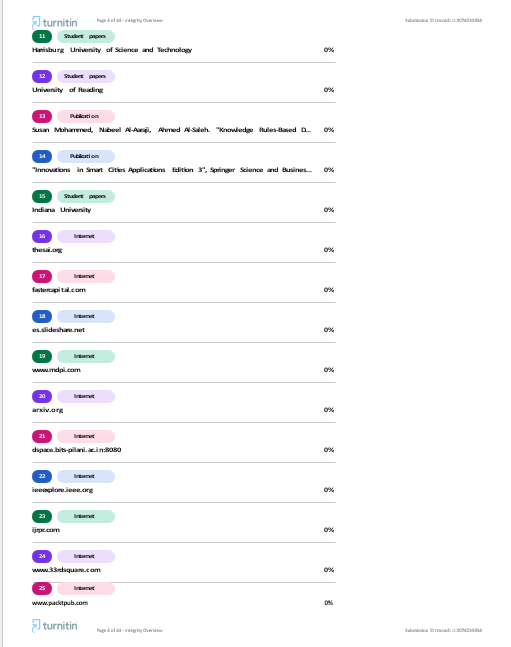 turnitin Page 4 of 44 - Integrity Overview Submission ID trn:oid:::1:3076293856
11 Student papers
Harrisburg University of Science and Technology 0%
12 Student papers
University of Reading 0%
13 Publication
Susan Mohammed, Nabeel Al-Aaraji, Ahmed Al-Saleh. "Knowledge Rules-Based D... 0%
14 Publication
"Innovations in Smart Cities Applications Edition 3", Springer Science and Busines... 0%
15 Student papers
Indiana University 0%
16 Internet
thesai.org 0%
17 Internet
fastercapital.com 0%
18 Internet
es.slideshare.net 0%
19 Internet
www.mdpi.com 0%
20 Internet
arxiv.org 0%
21 Internet
dspace.bits-pilani.ac.in:8080 0%
22 Internet
ieeexplore.ieee.org 0%
23 Internet
ijrpr.com 0%
24 Internet
www.33rdsquare.com 0%
25 Internet
www.packtpub.com 0%
turnitin Page 4 of 44 - Integrity Overview Submission ID trn:oid:::1:3076293856